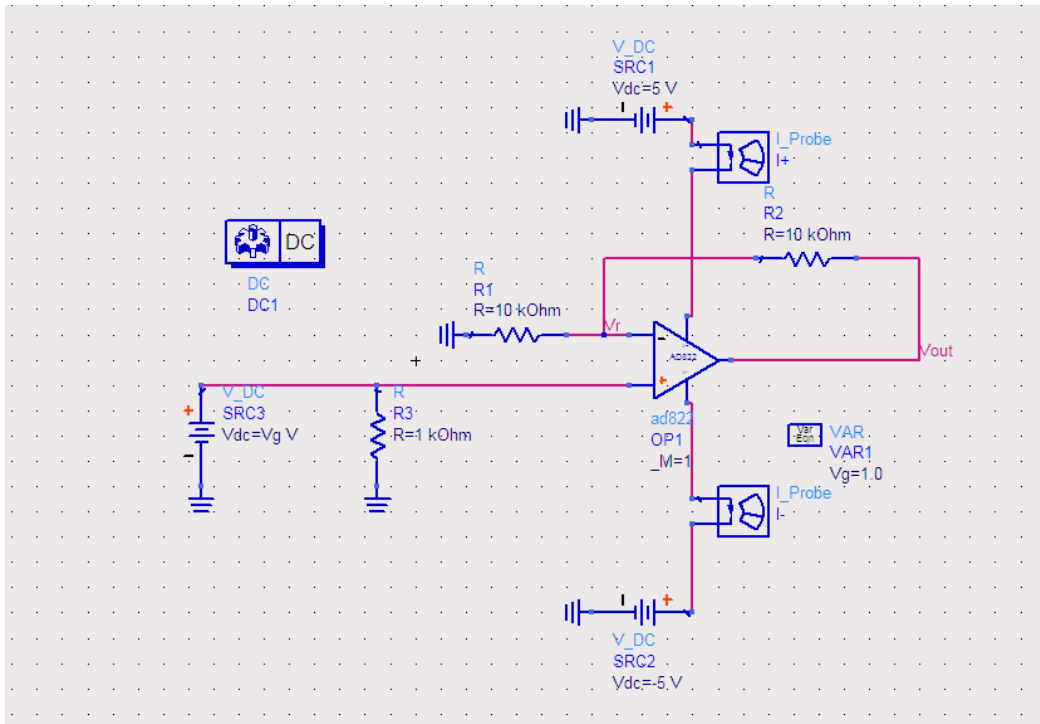 V_DC
SRC1
Vdc=5 V
I_Probe
I+
R
R2
R=10 kOhm
DC
DC
DC1
R
R1
R=10 kOhm
Vr
AD822
Vout
V_DC
SRC3
Vdc=Vg V
R
R3
R=1 kOhm
ad822
OP1
_M=1
Var
Eqn
VAR
VAR1
Vg=1.0
I_Probe
I-
V_DC
SRC2
Vdc=-5 V